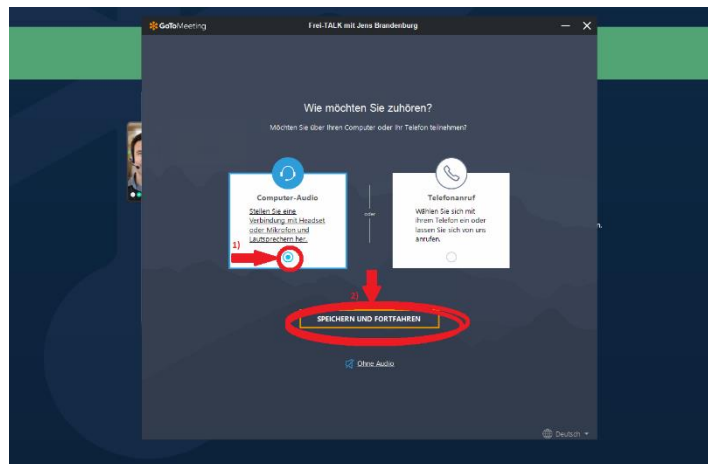 GoToMeeting
Frei-TALK mit Jens Brandenburg
Wie möchten Sie zuhören?
Möchten Sie über Ihren Computer oder Ihr Telefon teilnehmen?
Computer-Audio
Stellen Sie eine
Verbindung mit Headset
oder Mikrofon und
Lautsprechern her.
1)
oder
Telefonanruf
Wählen Sie sich mit
Ihrem Telefon ein oder
lassen Sie sich von uns
anrufen.
n.
2)
SPEICHERN UND FORTFAHREN
Ohne Audio
Deutsch